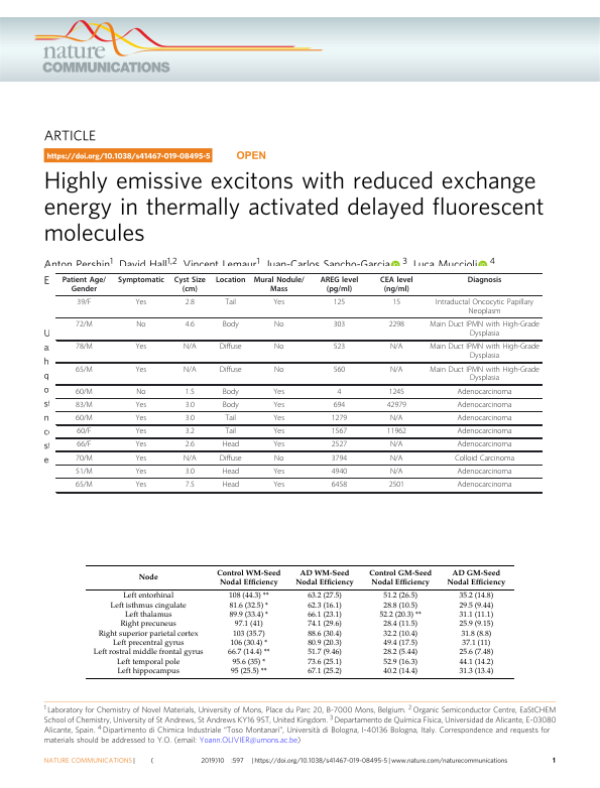 nature
COMMUNICATIONS
ARTICLE
https://doi.org/10.1038/s41467-019-08495-5 OPEN
Highly emissive excitons with reduced exchange
energy in thermally activated delayed fluorescent
molecules
Anton Pershin1, David Hall1,2, Vincent Lemaur1, Juan-Carlos Sancho-Garcia 3, Luca Muccioli 4
E
Patient Age/ Gender Symptomatic Cyst Size (cm) Location Mural Nodule/ Mass AREG level (pg/ml) CEA level (ng/ml) Diagnosis
39/F Yes 2.8 Tail Yes 125 15 Intraductal Oncocytic Papillary
Neoplasm
72/M No 4.6 Body No 303 2298 Main Duct IPMN with High-Grade
Dysplasia
78/M Yes N/A Diffuse No 523 N/A Main Duct IPMN with High-Grade
Dysplasia
65/M Yes N/A Diffuse No 560 N/A Main Duct IPMN with High-Grade
Dysplasia
60/M No 1.5 Body Yes 4 1245 Adenocarcinoma
83/M Yes 3.0 Body Yes 694 42979 Adenocarcinoma
60/M Yes 3.0 Tail Yes 1279 N/A Adenocarcinoma
60/F Yes 3.2 Tail Yes 1567 11962 Adenocarcinoma
66/F Yes 2.6 Head Yes 2527 N/A Adenocarcinoma
70/M Yes N/A Diffuse No 3794 N/A Colloid Carcinoma
51/M Yes 3.0 Head Yes 4940 N/A Adenocarcinoma
65/M Yes 7.5 Head Yes 6458 2501 Adenocarcinoma
Node Control WM-Seed Nodal Efficiency AD WM-Seed Nodal Efficiency Control GM-Seed Nodal Efficiency AD GM-Seed Nodal Efficiency
Left entorhinal 108 (44.3) ** 63.2 (27.5) 51.2 (26.5) 35.2 (14.8)
Left isthmus cingulate 81.6 (32.5) * 62.3 (16.1) 28.8 (10.5) 29.5 (9.44)
Left thalamus 89.9 (33.4) * 66.1 (23.1) 52.2 (20.3) ** 31.1 (11.1)
Right precuneus 97.1 (41) 74.1 (29.6) 28.4 (11.5) 25.9 (9.15)
Right superior parietal cortex 103 (35.7) 88.6 (30.4) 32.2 (10.4) 31.8 (8.8)
Left precentral gyrus 106 (30.4) * 80.9 (20.3) 49.4 (17.5) 37.1 (11)
Left rostral middle frontal gyrus 66.7 (14.4) ** 51.7 (9.46) 28.2 (5.44) 25.6 (7.48)
Left temporal pole 95.6 (35) * 73.6 (25.1) 52.9 (16.3) 44.1 (14.2)
Left hippocampus 95 (25.5) ** 67.1 (25.2) 40.2 (14.4) 31.3 (13.4)
1 Laboratory for Chemistry of Novel Materials, University of Mons, Place du Parc 20, B-7000 Mons, Belgium. 2 Organic Semiconductor Centre, EaStCHEM
School of Chemistry, University of St Andrews, St Andrews KY16 9ST, United Kingdom. 3 Departamento de Química Física, Universidad de Alicante, E-03080
Alicante, Spain. 4 Dipartimento di Chimica Industriale "Toso Montanari", Università di Bologna, I-40136 Bologna, Italy. Correspondence and requests for
materials should be addressed to Y.O. (email: Yoann.OLIVIER@umons.ac.be)
NATURE COMMUNICATIONS | ( 2019)10 :597 | https://doi.org/10.1038/s41467-019-08495-5 | www.nature.com/naturecommunications 1